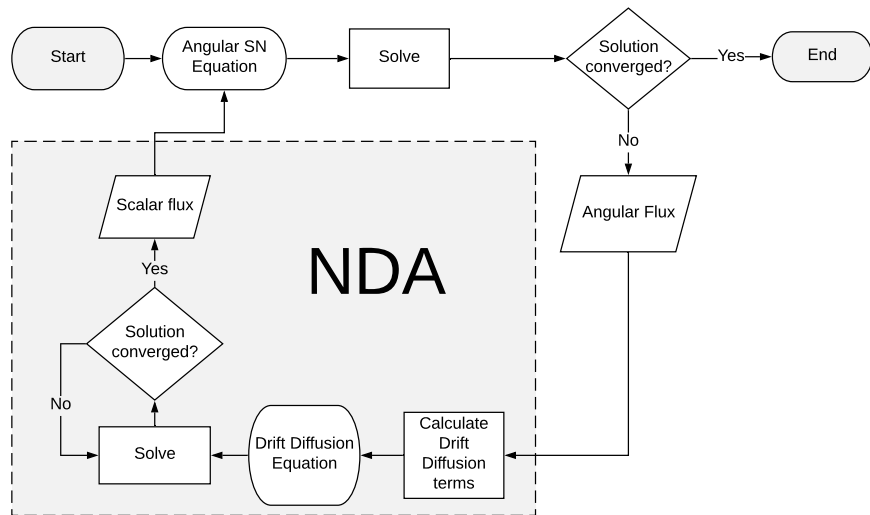 Start
Angular SN
Equation
Solve
Solution
converged?
Yes
End
No
Angular Flux
Scalar flux
NDA
Yes
Solution
converged?
No
Solve
Drift Diffusion
Equation
Calculate
Drift
Diffusion
terms